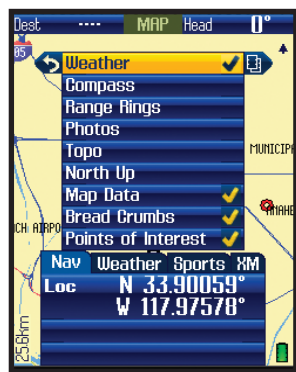 Dest ---- MAP Head 0°
85
Weather
Compass
Range Rings
Photos
Topo
MUNICIP
North Up
Map Data
ANAHE
Bread Crumbs
CH AIRPO
Points of Interest
Nav Weather Sports XM
Loc N 33.90059°
W 117.97578°
256km